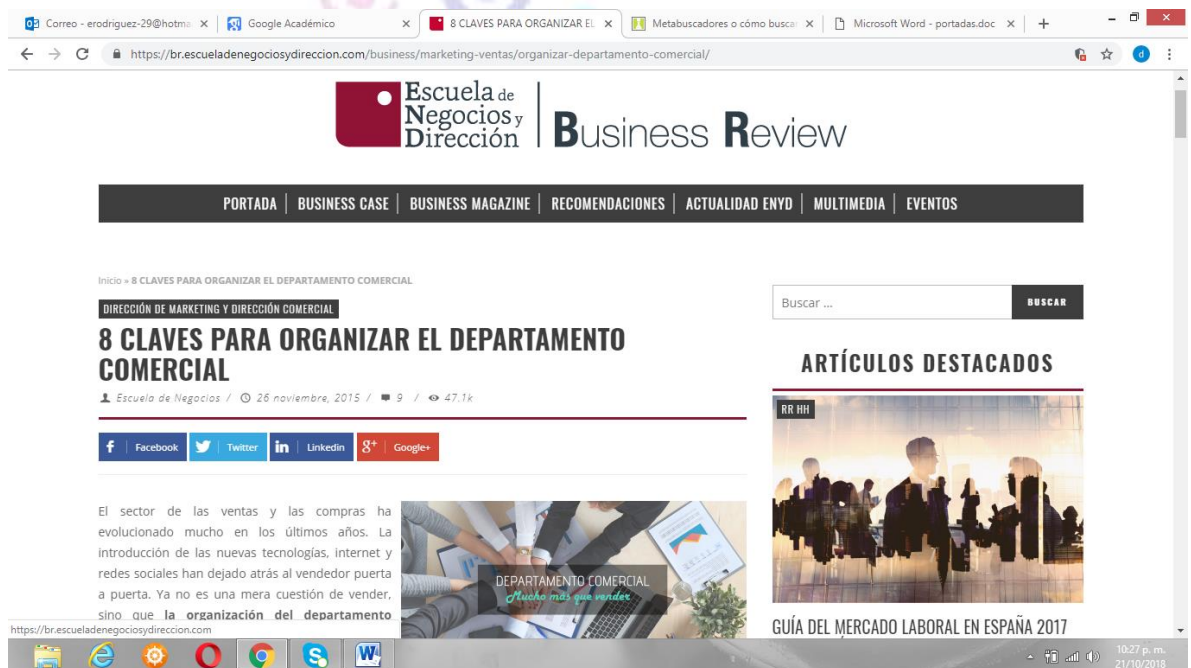 Correo - erodriguez-29@hotma
Google Académico
8 CLAVES PARA ORGANIZAR EL
Metabuscadores o cómo busca
Microsoft Word - portadas.doc
https://br.escueladenegociosydireccion.com/business/marketing-ventas/organizar-departamento-comercial/
d
Escuela de
Negocios y
Dirección
Business Review
PORTADA | BUSINESS CASE | BUSINESS MAGAZINE | RECOMENDACIONES | ACTUALIDAD ENYD | MULTIMEDIA | EVENTOS
Inicio » 8 CLAVES PARA ORGANIZAR EL DEPARTAMENTO COMERCIAL
DIRECCIÓN DE MARKETING Y DIRECCIÓN COMERCIAL
8 CLAVES PARA ORGANIZAR EL DEPARTAMENTO
COMERCIAL
Escuela de Negocios / 26 noviembre, 2015 / 9 / 47.1k
Facebook
Twitter
Linkedin
Google+
El sector de las ventas y las compras ha
evolucionado mucho en los últimos años. La
introducción de las nuevas tecnologías, internet y
redes sociales han dejado atrás al vendedor puerta
a puerta. Ya no es una mera cuestión de vender,
sino que la organización del departamento
DEPARTAMENTO COMERCIAL
Mucho más que vender
Buscar ...
BUSCAR
ARTÍCULOS DESTACADOS
RR HH
GUÍA DEL MERCADO LABORAL EN ESPAÑA 2017
https://br.escueladenegociosydireccion.com
10:27 p. m.
21/10/2018